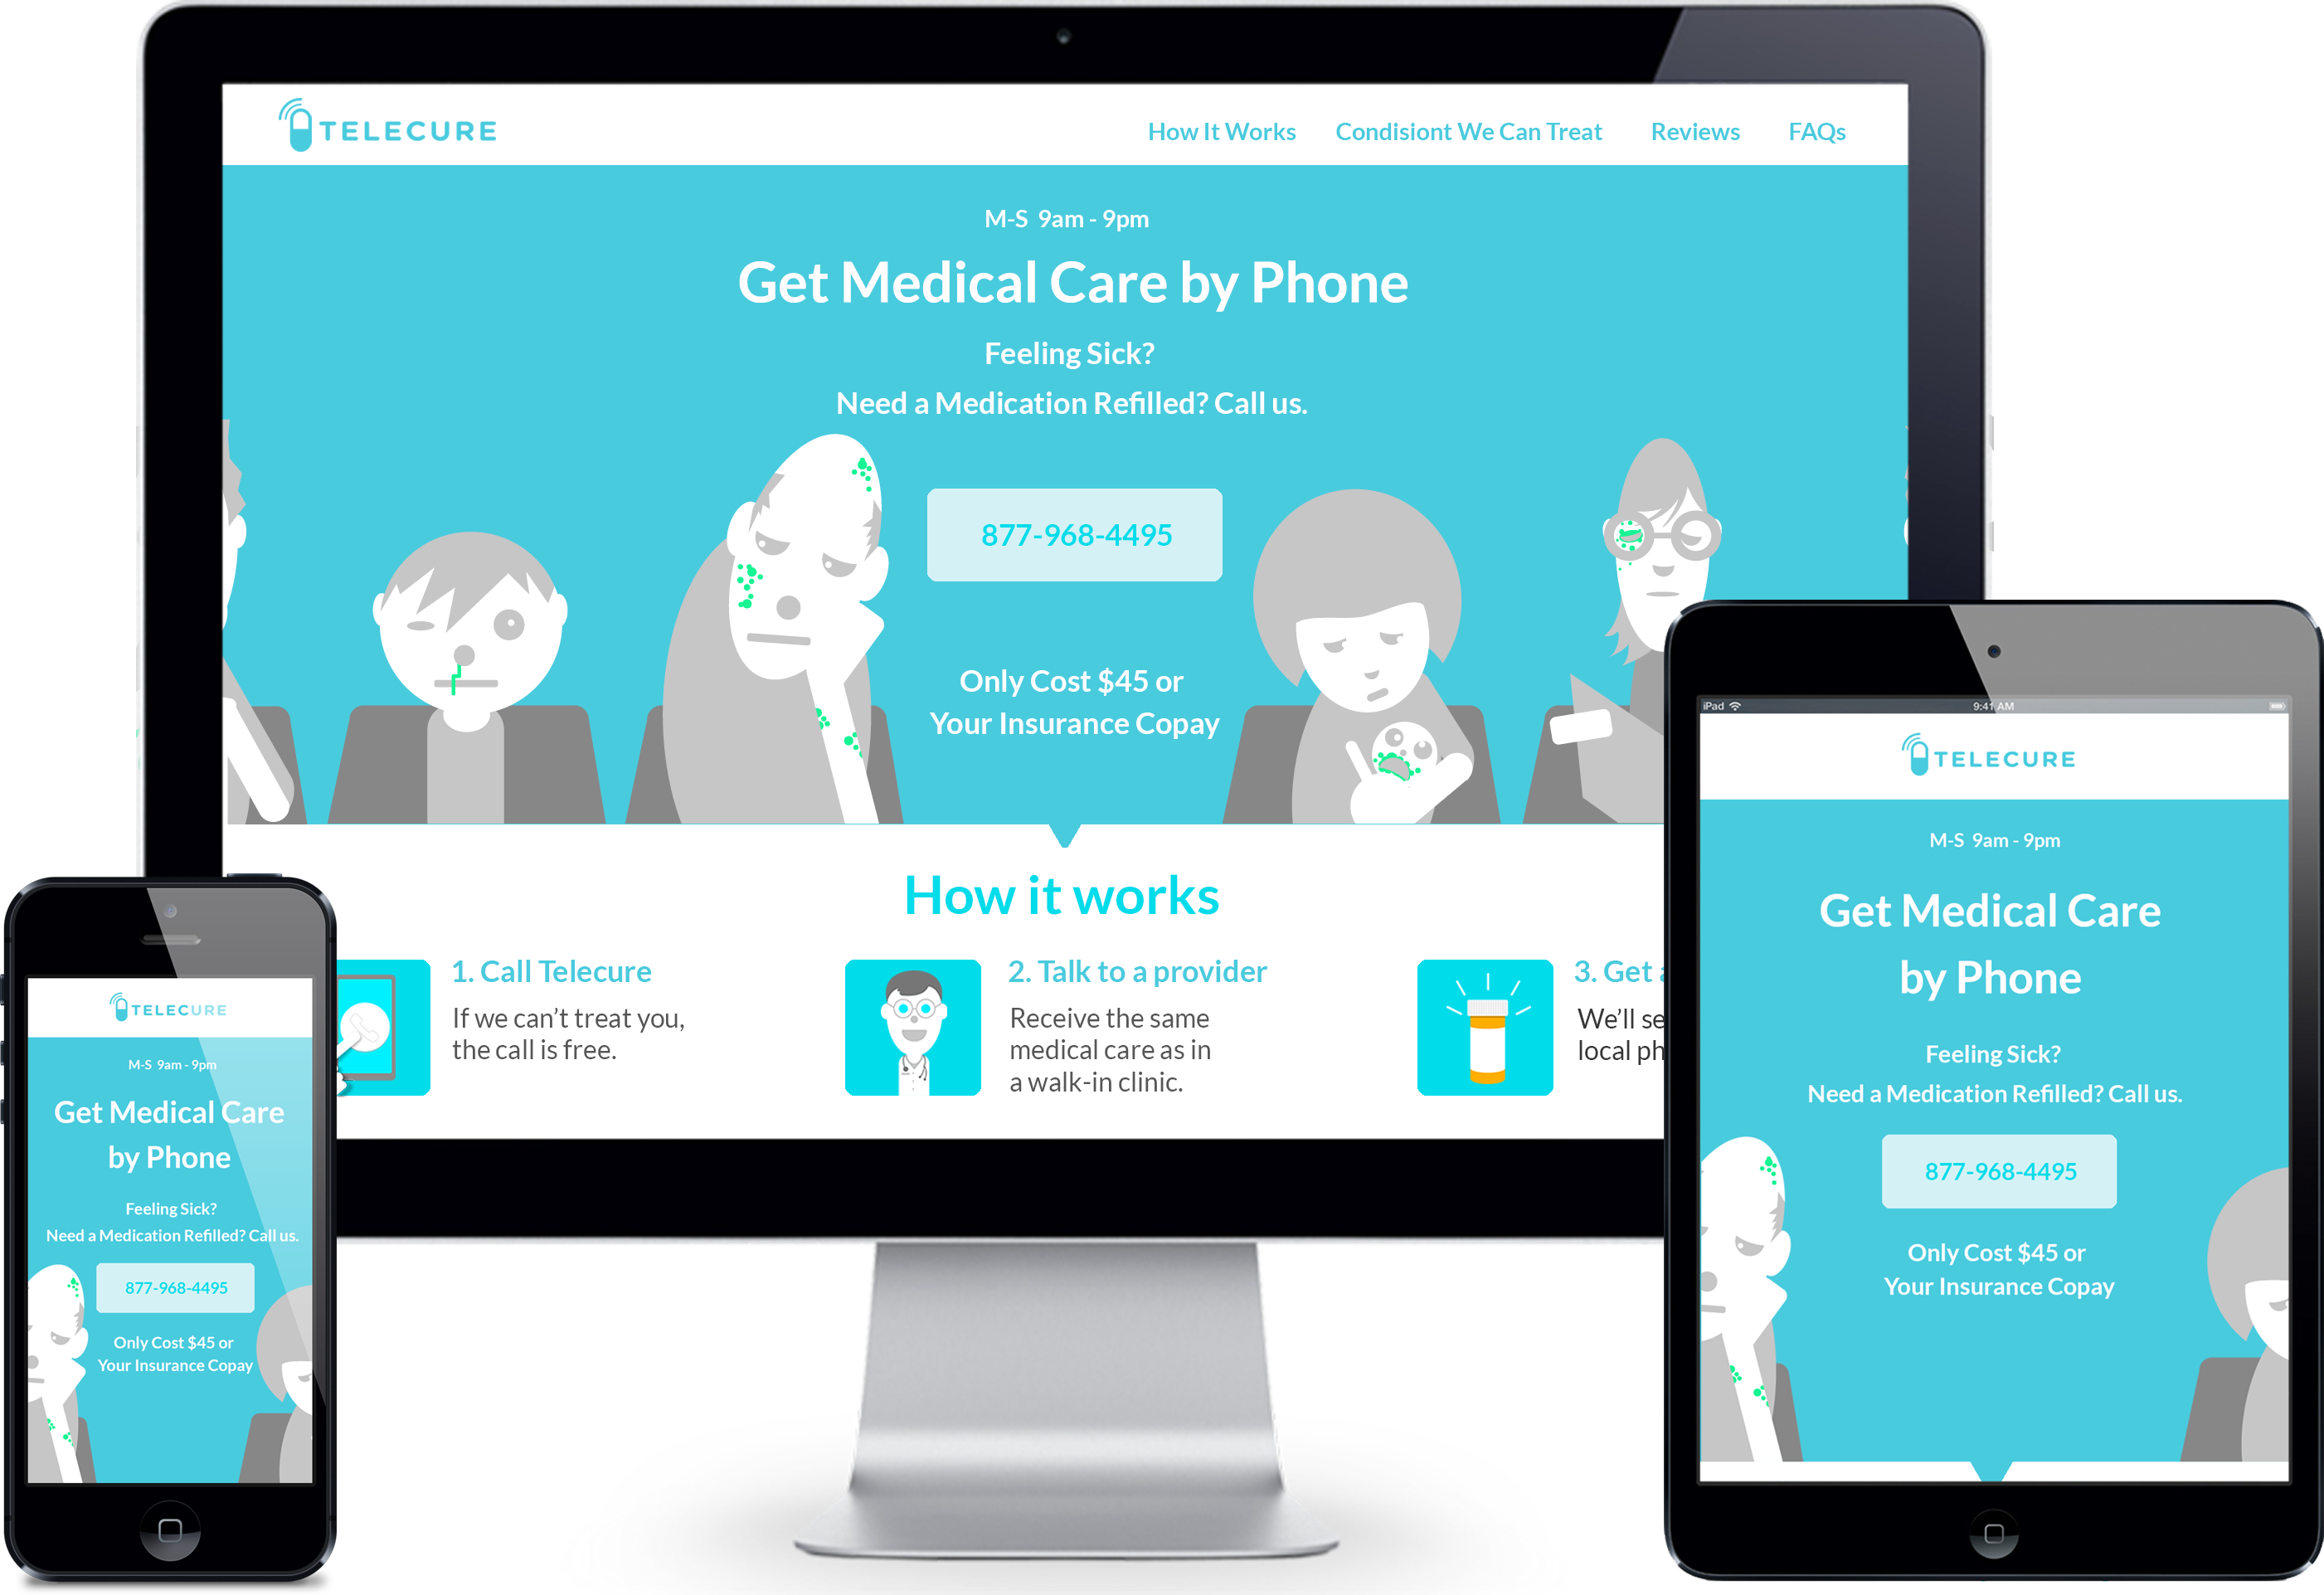 TELECURE
How It Works Condisiont We Can Treat Reviews FAQs
M-S 9am - 9pm
Get Medical Care by Phone
Feeling Sick?
Need a Medication Refilled? Call us.
877-968-4495
Only Cost $45 or
Your Insurance Copay
How it works
1. Call Telecure
If we can’t treat you,
the call is free.
2. Talk to a provider
Receive the same
medical care as in
a walk-in clinic.
3. Get
We’ll se
local ph
TELECURE
M-S 9am - 9pm
Get Medical Care
by Phone
Feeling Sick?
Need a Medication Refilled? Call us.
877-968-4495
Only Cost $45 or
Your Insurance Copay
iPad 9:41 AM
TELECURE
M-S 9am - 9pm
Get Medical Care
by Phone
Feeling Sick?
Need a Medication Refilled? Call us.
877-968-4495
Only Cost $45 or
Your Insurance Copay